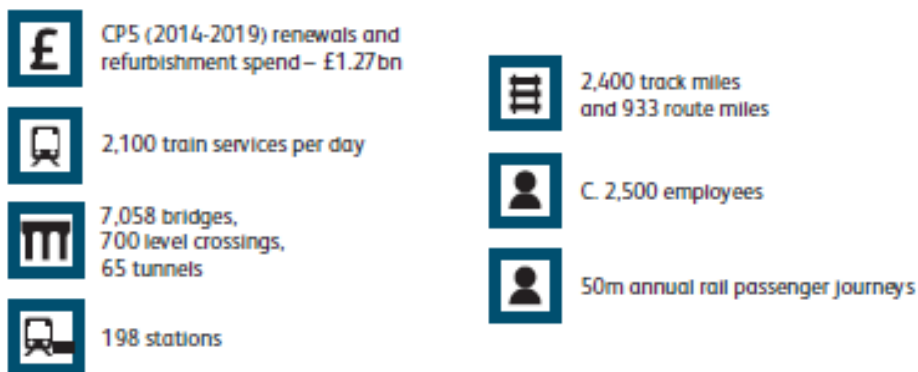 £
CP5 (2014-2019) renewals and
refurbishment spend – £1.27bn
2,100 train services per day
7,058 bridges,
700 level crossings,
65 tunnels
198 stations
2,400 track miles
and 933 route miles
C. 2,500 employees
50m annual rail passenger journeys